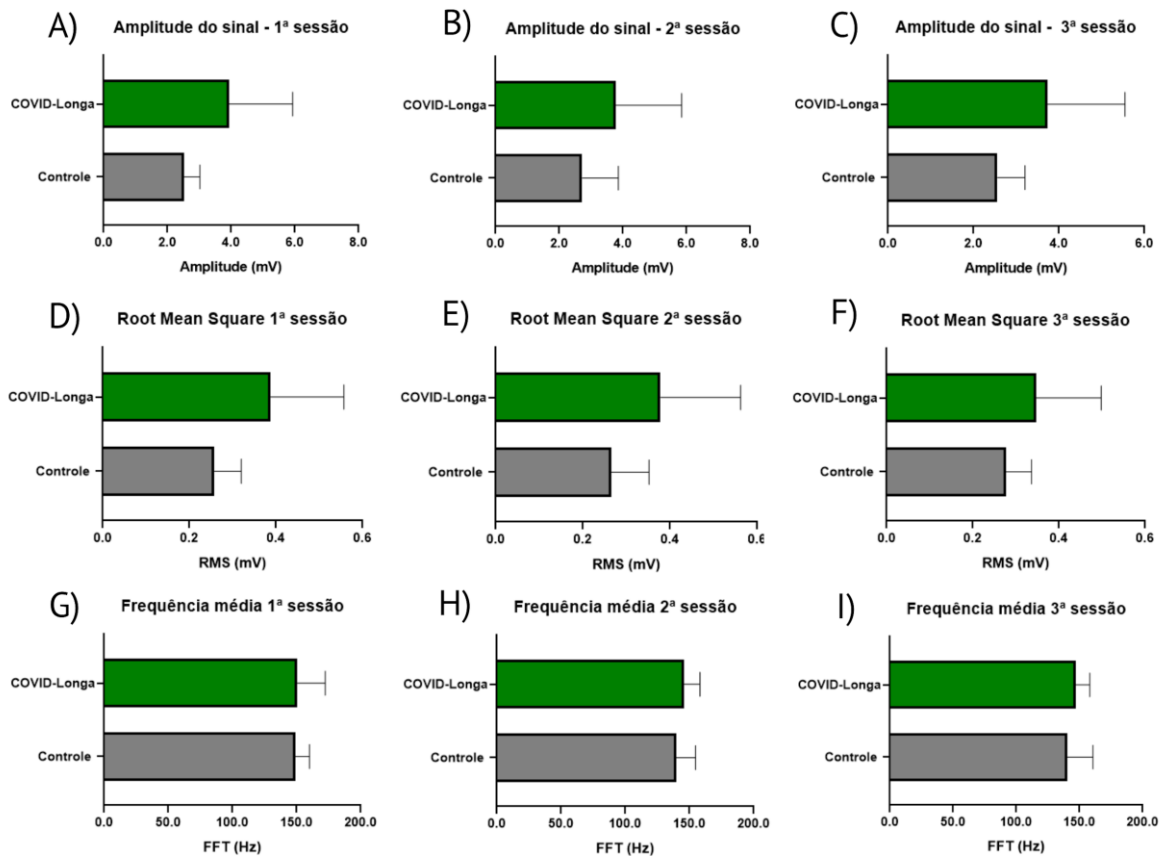 A)
Amplitude do sinal - 1ª sessão
COVID-Longa
Controle
0.0 2.0 4.0 6.0 8.0
Amplitude (mV)
B)
Amplitude do sinal - 2ª sessão
COVID-Longa
Controle
0.0 2.0 4.0 6.0 8.0
Amplitude (mV)
C)
Amplitude do sinal - 3ª sessão
COVID-Longa
Controle
0.0 2.0 4.0 6.0
Amplitude (mV)
D)
Root Mean Square 1ª sessão
COVID-Longa
Controle
0.0 0.2 0.4 0.6
RMS (mV)
E)
Root Mean Square 2ª sessão
COVID-Longa
Controle
0.0 0.2 0.4 0.6
RMS (mV)
F)
Root Mean Square 3ª sessão
COVID-Longa
Controle
0.0 0.2 0.4 0.6
RMS (mV)
G)
Frequência média 1ª sessão
COVID-Longa
Controle
0.0 50.0 100.0 150.0 200.0
FFT (Hz)
H)
Frequência média 2ª sessão
COVID-Longa
Controle
0.0 50.0 100.0 150.0 200.0
FFT (Hz)
I)
Frequência média 3ª sessão
COVID-Longa
Controle
0.0 50.0 100.0 150.0 200.0
FFT (Hz)